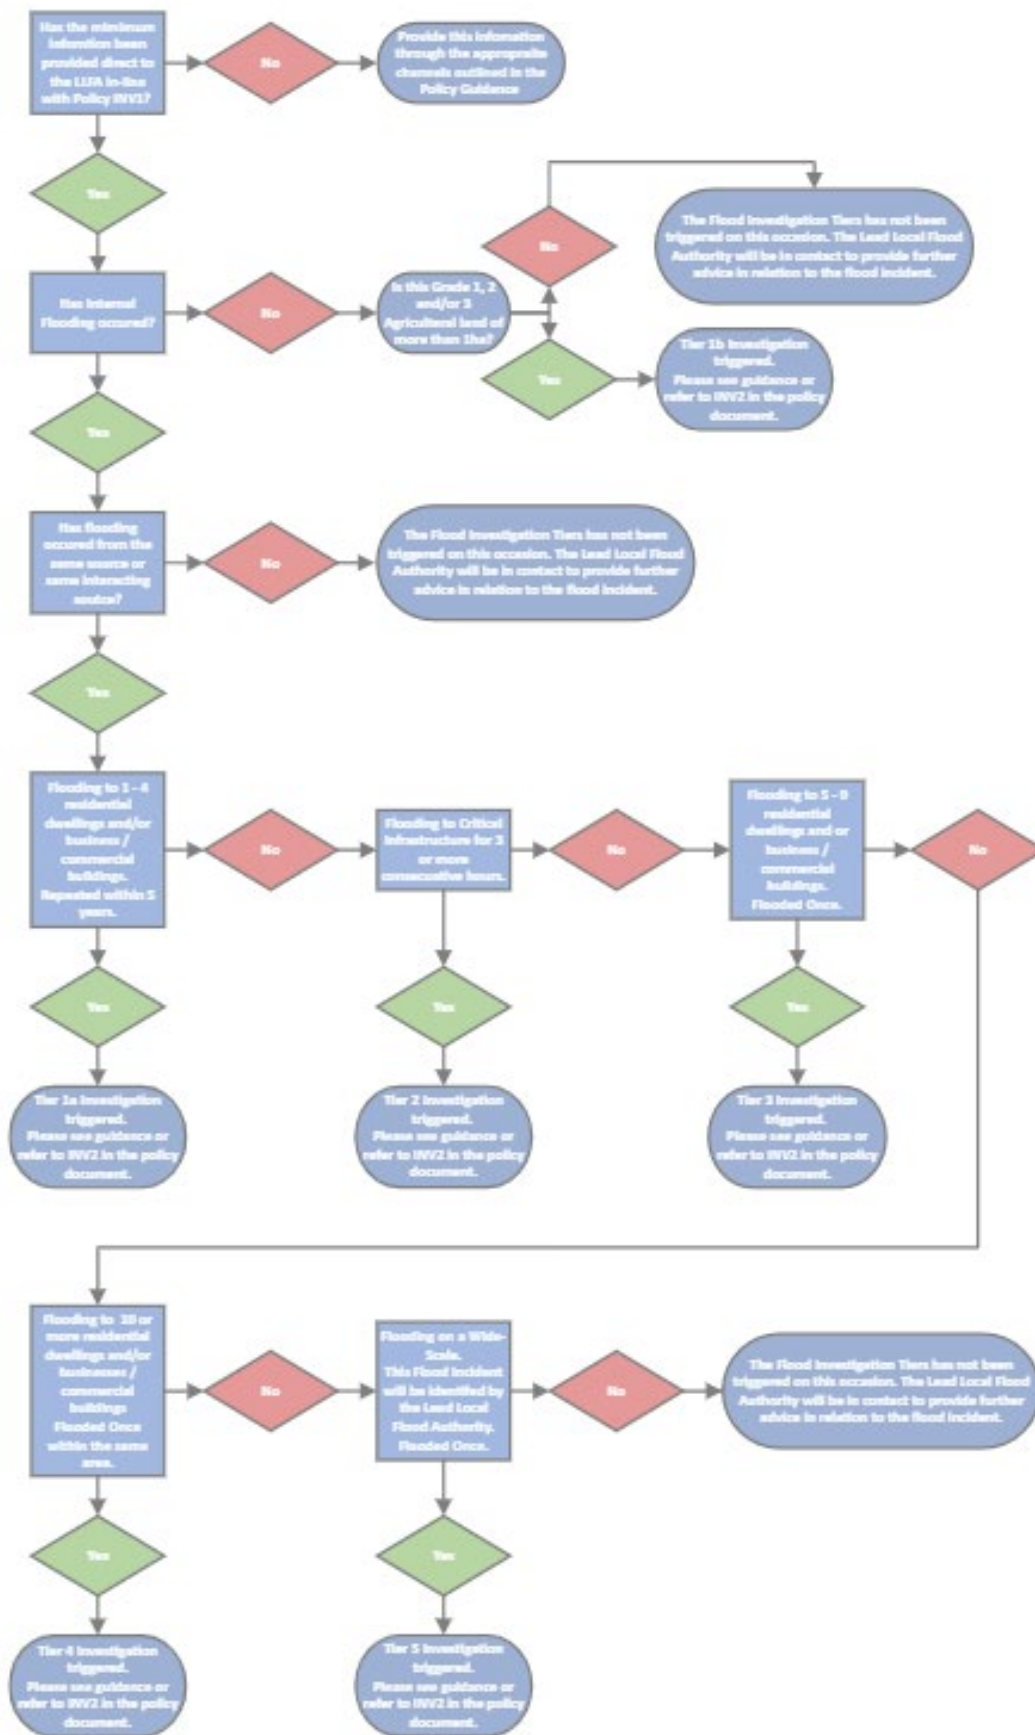 Has the minimum
infomtion been
provided direct to
the LLFA in-line
with Policy INV1?
No
Provide this infomation
through the appropraite
channels outlined in the
Policy Guidance
Yes
No
The Flood Investigation Tiers has not been
triggered on this occasion. The Lead Local Flood
Authority will be in contact to provide further
advice in relation to the flood incident.
Has Internal
Flooding occured?
No
Is this Grade 1, 2
and/or 3
Agricultural land of
more than 1ha?
Yes
Tier 1b Investigation
triggered.
Please see guidance or
refer to INV2 in the policy
document.
Yes
Has flooding
occured from the
same source or
same interacting
source?
No
The Flood Investigation Tiers has not been
triggered on this occasion. The Lead Local Flood
Authority will be in contact to provide further
advice in relation to the flood incident.
Yes
Flooding to 1 - 4
residential
dwellings and/or
business /
commercial
buildings.
Repeated within 5
years.
No
Flooding to Critical
Infrastructure for 3
or more
consecuative hours.
No
Flooding to 5 - 9
residential
dwellings and or
business /
commercial
buildings.
Flooded Once.
No
Yes
Yes
Yes
Tier 1a Investigation
triggered.
Please see guidance or
refer to INV2 in the policy
document.
Tier 2 Investigation
triggered.
Please see guidance or
refer to INV2 in the policy
document.
Tier 3 Investigation
triggered.
Please see guidance or
refer to INV2 in the policy
document.
Flooding to 10 or
more residential
dwellings and/or
businesses /
commercial
buildings
Flooded Once
within the same
area.
No
Flooding on a Wide-
Scale.
This Flood Incident
will be identifed by
the Lead Local
Flood Authority.
Flooded Once.
No
The Flood Investigation Tiers has not been
triggered on this occasion. The Lead Local Flood
Authority will be in contact to provide further
advice in relation to the flood incident.
Yes
Yes
Tier 4 Investigation
triggered.
Please see guidance or
refer to INV2 in the policy
document.
Tier 5 Investigation
triggered.
Please see guidance or
refer to INV2 in the policy
document.